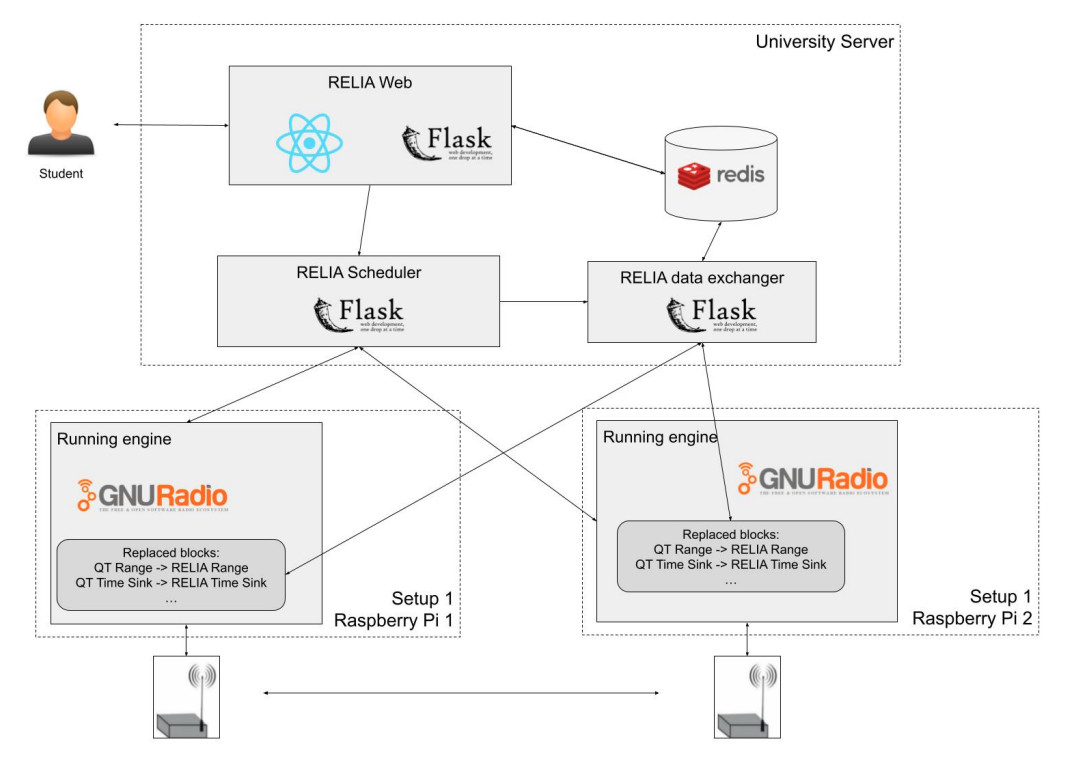 University Server
RELIA Web
Flask
web development,
one drop at a time
Student
redis
RELIA Scheduler
Flask
web development,
one drop at a time
RELIA data exchanger
Flask
web development,
one drop at a time
Running engine
GNURadio
THE FREE & OPEN SOFTWARE RADIO ECOSYSTEM
Replaced blocks:
QT Range -> RELIA Range
QT Time Sink -> RELIA Time Sink
...
Setup 1
Raspberry Pi 1
Running engine
GNURadio
THE FREE & OPEN SOFTWARE RADIO ECOSYSTEM
Replaced blocks:
QT Range -> RELIA Range
QT Time Sink -> RELIA Time Sink
...
Setup 1
Raspberry Pi 2